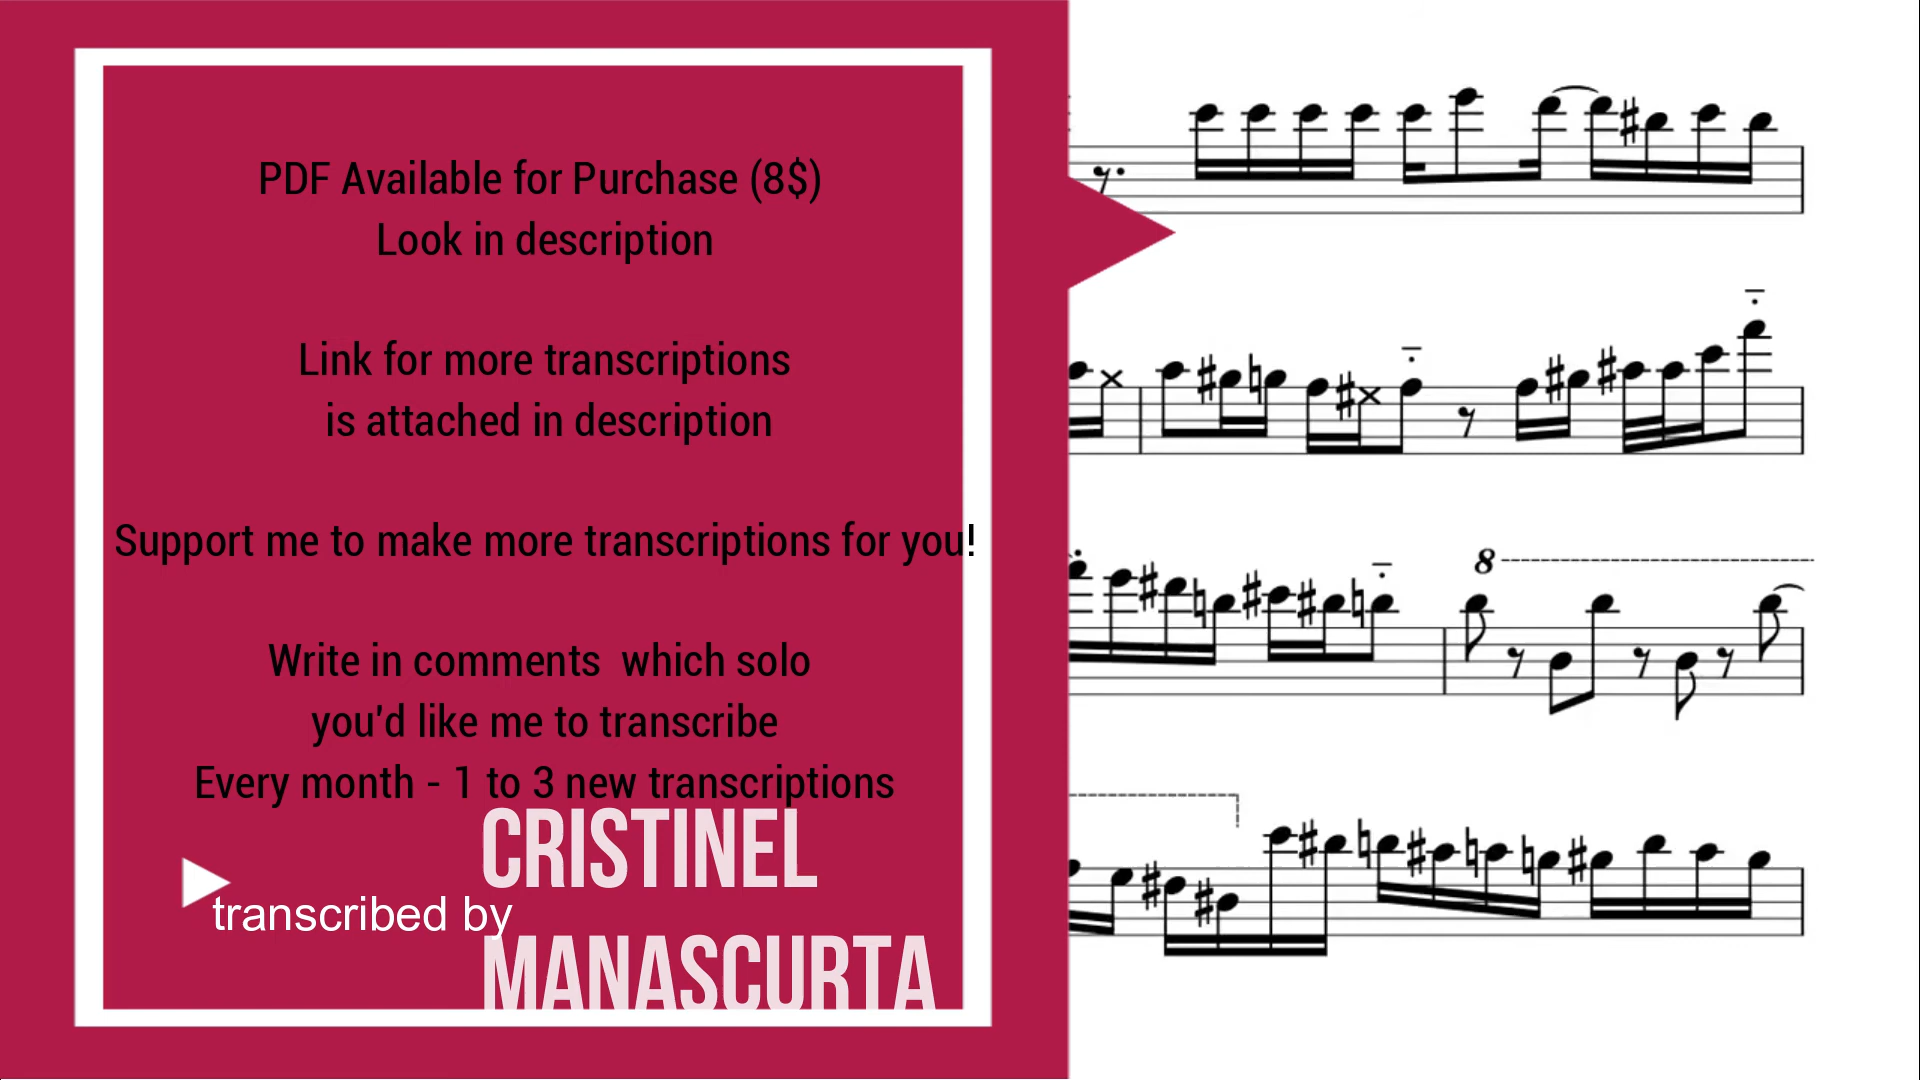 PDF Available for Purchase (8$)
Look in description
Link for more transcriptions
is attached in description
Support me to make more transcriptions for you!
Write in comments  which solo
you'd like me to transcribe
Every month - 1 to 3 new transcriptions
CRISTINEL
transcribed by
MANASCURTA
8